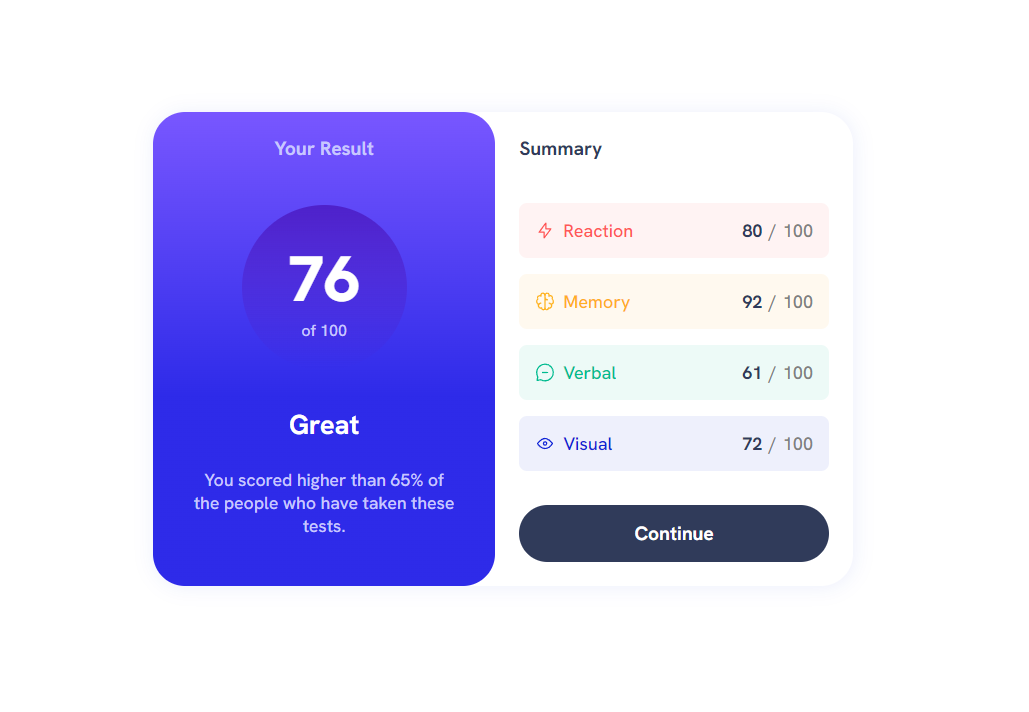 Your Result
76
of 100
Great
You scored higher than 65% of
the people who have taken these
tests.
Summary
Reaction 80 / 100
Memory 92 / 100
Verbal 61 / 100
Visual 72 / 100
Continue